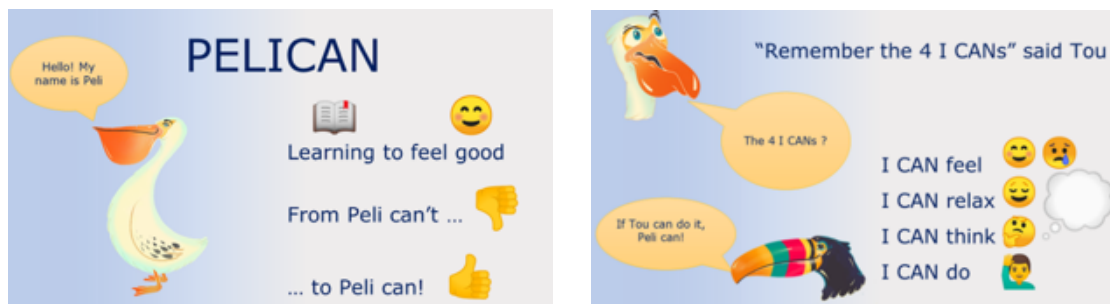 PELICAN
Hello! My
name is Peli
Learning to feel good
From Peli can't ...
... to Peli can!
"Remember the 4 I CANs" said Tou
The 4 I CANs ?
I CAN feel
I CAN relax
I CAN think
I CAN do
If Tou can do it,
Peli can!